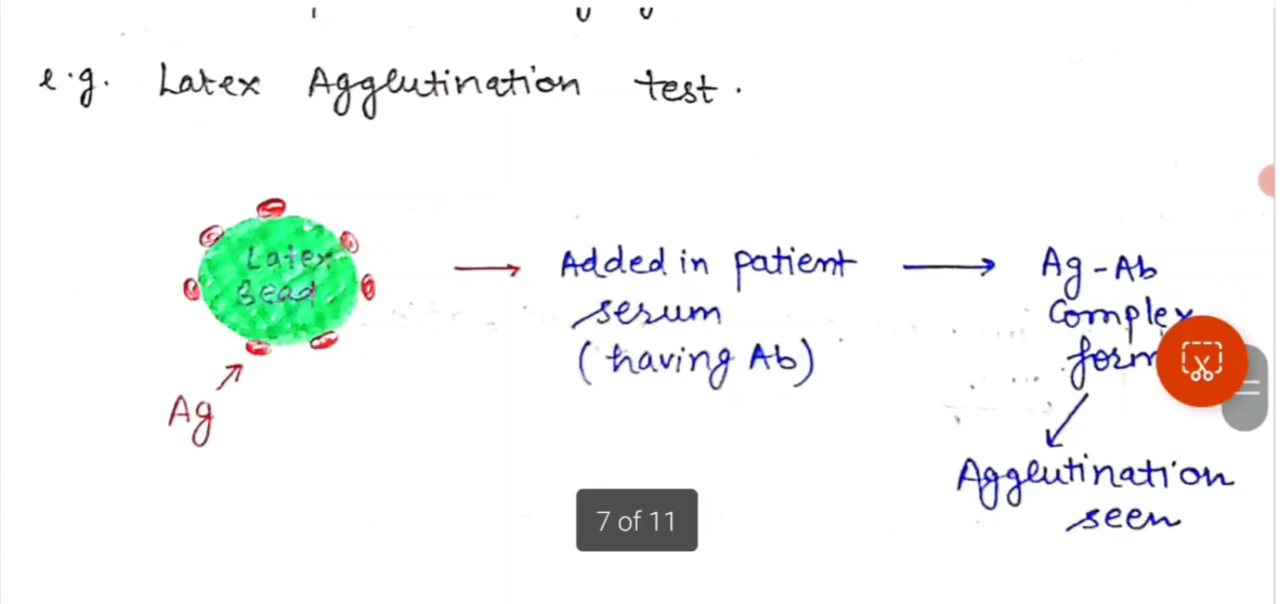 e.g. Latex Agglutination test.
Latex
Bead
Ag
Added in patient
serum
(having Ab)
Ag-Ab
Complex
form
Agglutination
seen
7 of 11